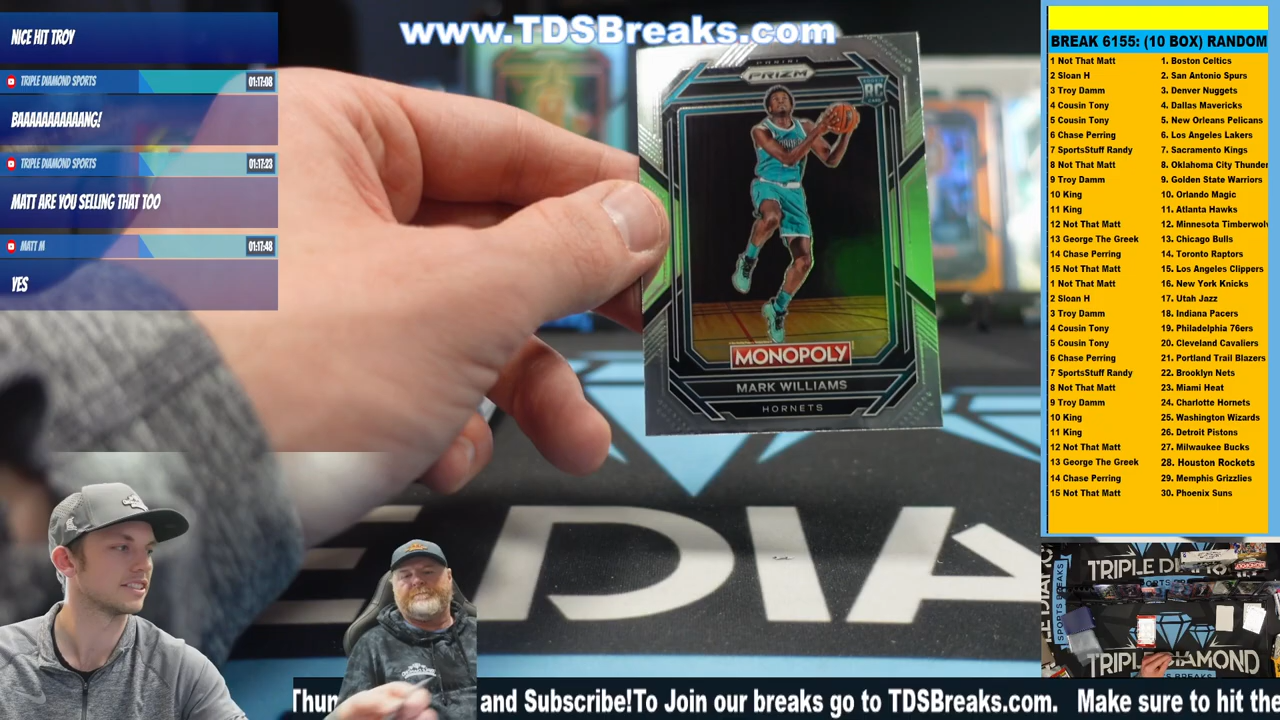 www.TDSBreaks.com
NICE HIT TROY
TRIPLE DIAMOND SPORTS 01:17:08
BAAAAAAAAAAANG!
TRIPLE DIAMOND SPORTS 01:17:23
MATT ARE YOU SELLING THAT TOO
MATT M 01:17:48
YES
PANINI
PRIZM
RC
MONOPOLY
MARK WILLIAMS
HORNETS
BREAK 6155: (10 BOX) RANDOM
1 Not Matt 1. Boston Celtics
2 Sloan H 2. San Antonio Spurs
3 Troy Damm 3. Denver Nuggets
4 Cousin Tony 4. Dallas Mavericks
5 Cousin Tony 5. New Orleans Pelicans
6 Chase Perring 6. Los Angeles Lakers
7 SportsStuff Randy 7. Sacramento Kings
8 Not That Matt 8. Oklahoma City Thunder
9 Troy Damm 9. Golden State Warriors
10 King 10. Orlando Magic
11 King 11. Atlanta Hawks
12 Not That Matt 12. Minnesota Timberwolv
13 George The Greek 13. Chicago Bulls
14 Chase Perring 14. Toronto Raptors
15 Not That Matt 15. Los Angeles Clippers
1 Not That Matt 16. New York Knicks
2 Sloan H 17. Utah Jazz
3 Troy Damm 18. Indiana Pacers
4 Cousin Tony 19. Philadelphia 76ers
5 Cousin Tony 20. Cleveland Cavaliers
6 Chase Perring 21. Portland Trail Blazers
7 SportsStuff Randy 22. Brooklyn Nets
8 Not That Matt 23. Miami Heat
9 Troy Damm 24. Charlotte Hornets
10 King 25. Washington Wizards
11 King 26. Detroit Pistons
12 Not That Matt 27. Milwaukee Bucks
13 George The Greek 28. Houston Rockets
14 Chase Perring 29. Memphis Grizzlies
15 Not That Matt 30. Phoenix Suns
E DIA
TRIPLE DIAMOND
SPORTS BREAKS
TRIPLE DIAMOND
Thun and Subscribe!To Join our breaks go to TDSBreaks.com. Make sure to hit the